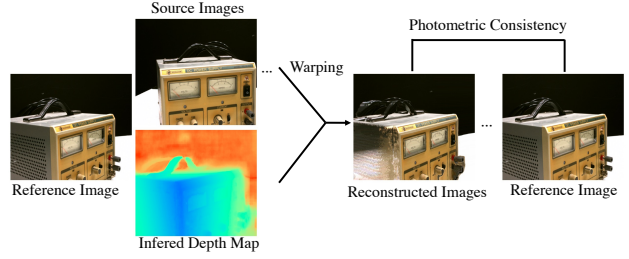 Source Images
Photometric Consistency
...
Warping
...
Reference Image
Infered Depth Map
Reconstructed Images
Reference Image